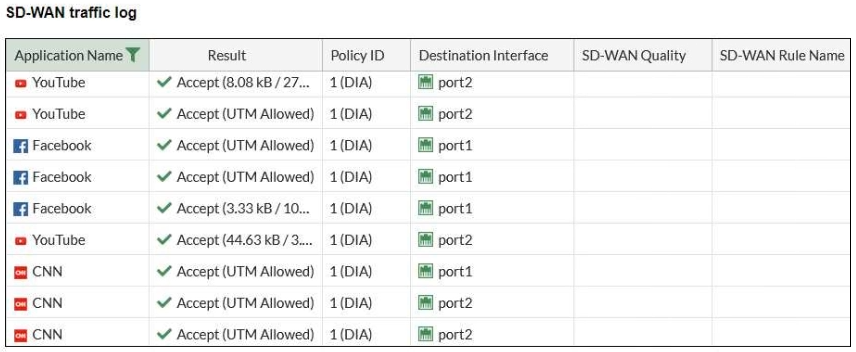 SD-WAN traffic log
Application Name Result Policy ID Destination Interface SD-WAN Quality SD-WAN Rule Name
YouTube Accept (8.08 kB / 27... 1 (DIA) port2
YouTube Accept (UTM Allowed) 1 (DIA) port2
Facebook Accept (UTM Allowed) 1 (DIA) port1
Facebook Accept (UTM Allowed) 1 (DIA) port1
Facebook Accept (3.33 kB / 10... 1 (DIA) port1
YouTube Accept (44.63 kB / 3.... 1 (DIA) port2
CNN Accept (UTM Allowed) 1 (DIA) port1
CNN Accept (UTM Allowed) 1 (DIA) port2
CNN Accept (UTM Allowed) 1 (DIA) port2